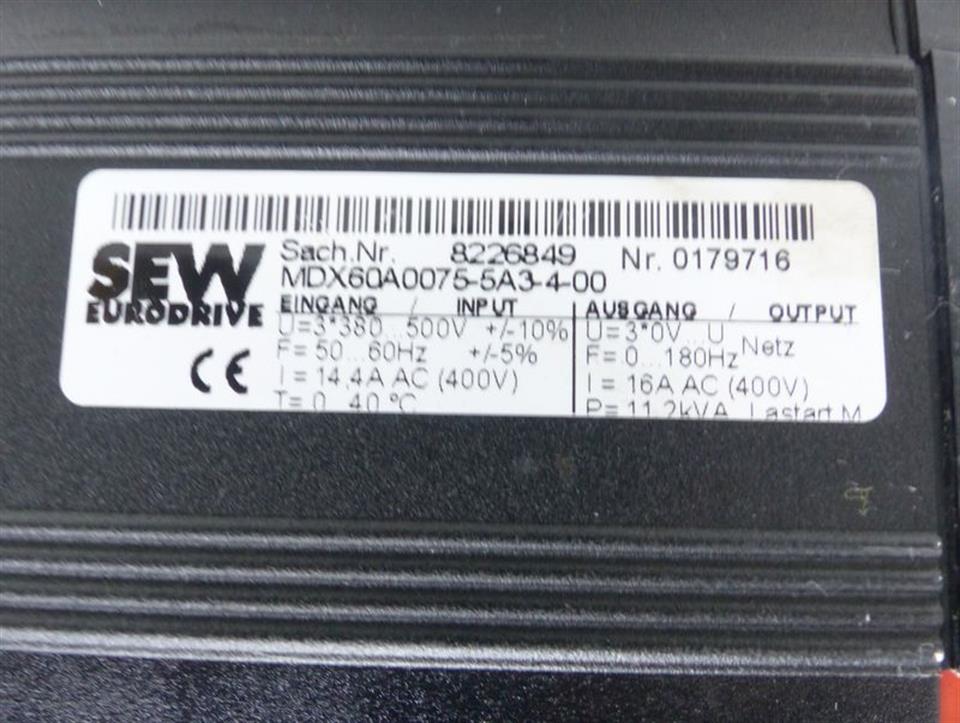 SEW
EURODRIVE
CE
Sach.Nr. 8226849 Nr. 0179716
MDX60A0075-5A3-4-00
EINGANG / INPUT
U=3*380...500V +/-10%
F= 50...60Hz +/-5%
I = 14,4A AC (400V)
T= 0...40 °C
AUSGANG / OUTPUT
U=3*0V...U Netz
F= 0...180Hz
I = 16A AC (400V)
P= 11,2kVA Lastart M